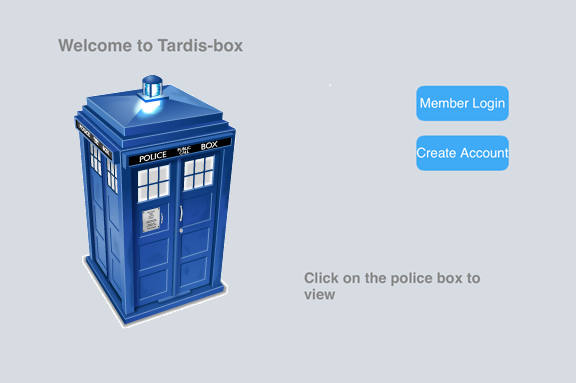 Welcome to Tardis-box
Member Login
Create Account
POLICE PUBLIC CALL BOX
Click on the police box to
view